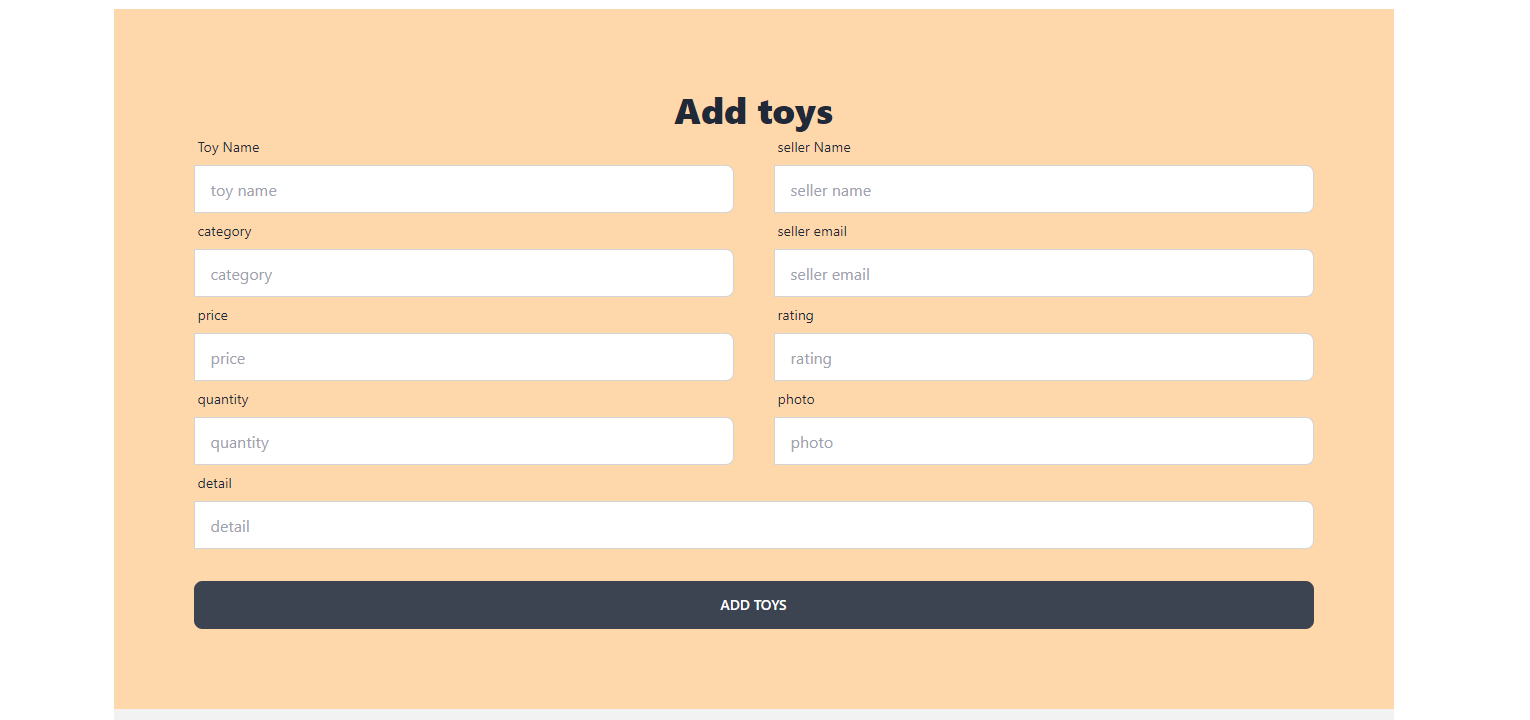 Add toys
Toy Name
seller Name
toy name
seller name
category
seller email
category
seller email
price
rating
price
rating
quantity
photo
quantity
photo
detail
detail
ADD TOYS